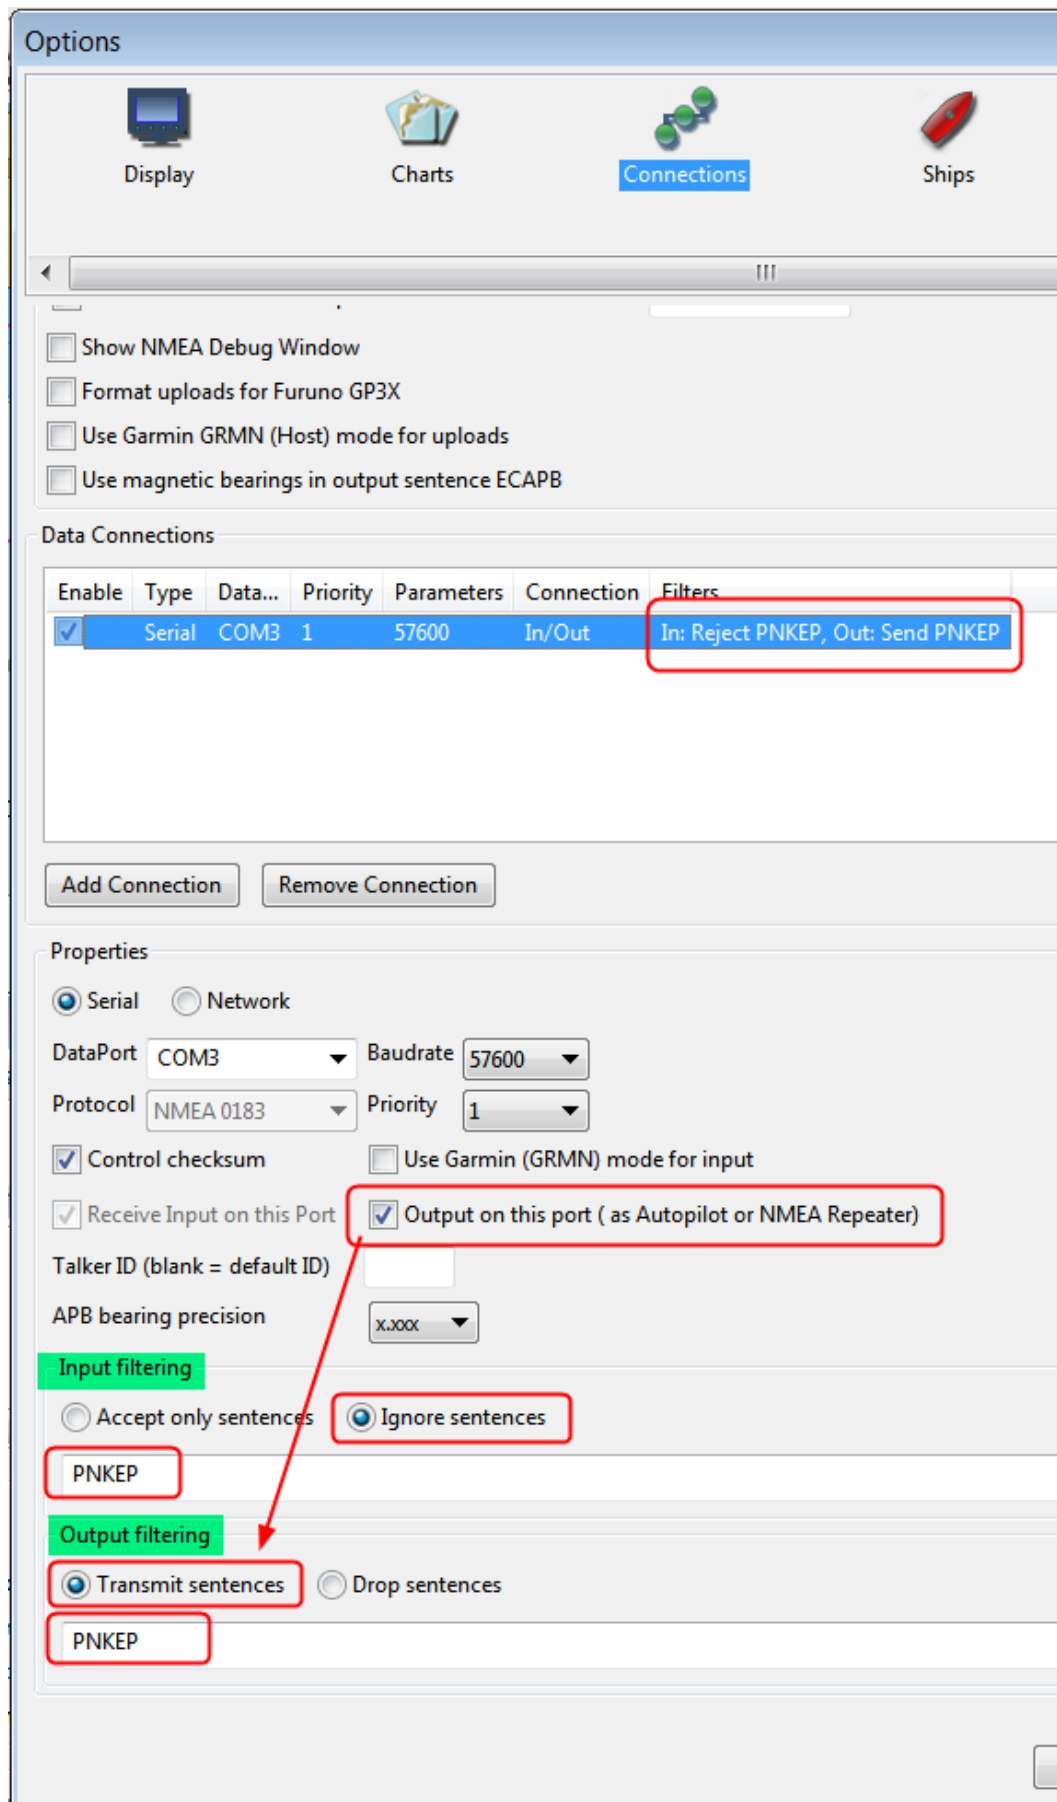 Options
Display Charts Connections Ships
Show NMEA Debug Window
Format uploads for Furuno GP3X
Use Garmin GRMN (Host) mode for uploads
Use magnetic bearings in output sentence ECAPB
Data Connections
Enable Type Data... Priority Parameters Connection Filters
Serial COM3 1 57600 In/Out In: Reject PNKEP, Out: Send PNKEP
Add Connection Remove Connection
Properties
Serial Network
DataPort COM3 Baudrate 57600
Protocol NMEA 0183 Priority 1
Control checksum Use Garmin (GRMN) mode for input
Receive Input on this Port Output on this port ( as Autopilot or NMEA Repeater)
Talker ID (blank = default ID)
APB bearing precision x.xxx
Input filtering
Accept only sentences Ignore sentences
PNKEP
Output filtering
Transmit sentences Drop sentences
PNKEP